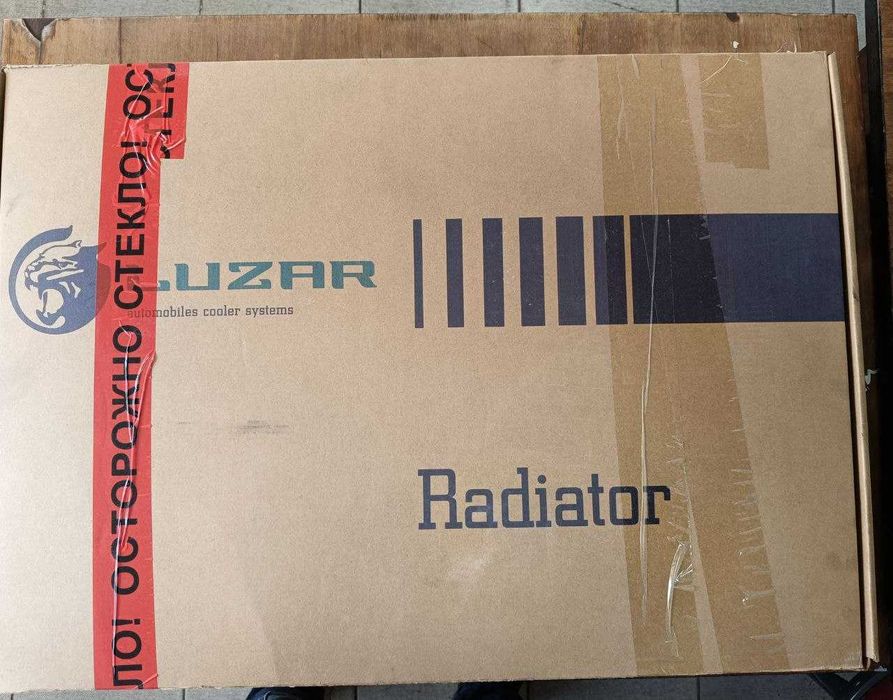 LUZAR
automobiles cooler systems
Radiator
ЛО! ОСТОРОЖНО СТЕКЛО! ОС